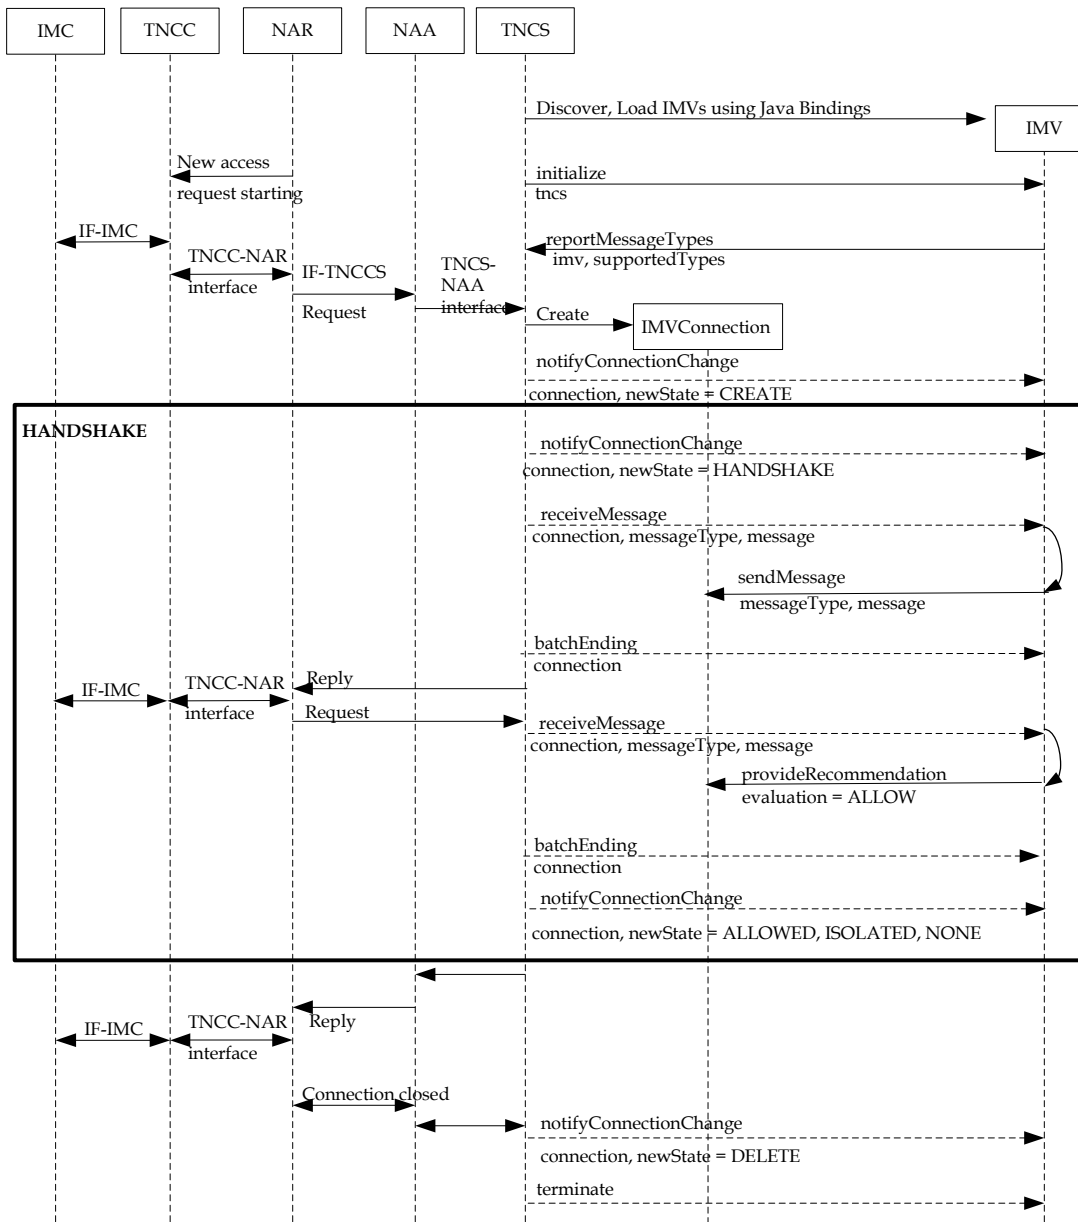 IMC
TNCC
NAR
NAA
TNCS
Discover, Load IMVs using Java Bindings
IMV
New access
request starting
initialize
tncs
IF-IMC
reportMessageTypes
imv, supportedTypes
TNCC-NAR
interface
IF-TNCCS
Request
TNCS-
NAA
interface
Create
IMVConnection
notifyConnectionChange
connection, newState = CREATE
HANDSHAKE
notifyConnectionChange
connection, newState = HANDSHAKE
receiveMessage
connection, messageType, message
sendMessage
messageType, message
batchEnding
connection
IF-IMC
TNCC-NAR
interface
Reply
Request
receiveMessage
connection, messageType, message
provideRecommendation
evaluation = ALLOW
batchEnding
connection
notifyConnectionChange
connection, newState = ALLOWED, ISOLATED, NONE
IF-IMC
TNCC-NAR
interface
Reply
Connection closed
notifyConnectionChange
connection, newState = DELETE
terminate